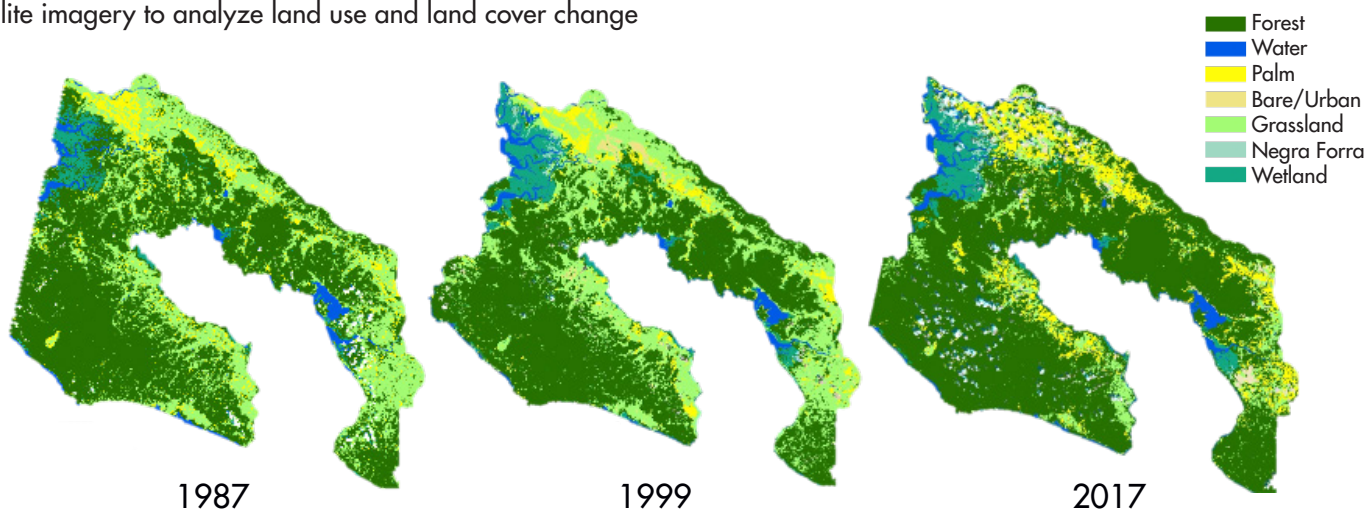 lite imagery to analyze land use and land cover change
Forest
Water
Palm
Bare/Urban
Grassland
Negra Forra
Wetland
1987
1999
2017